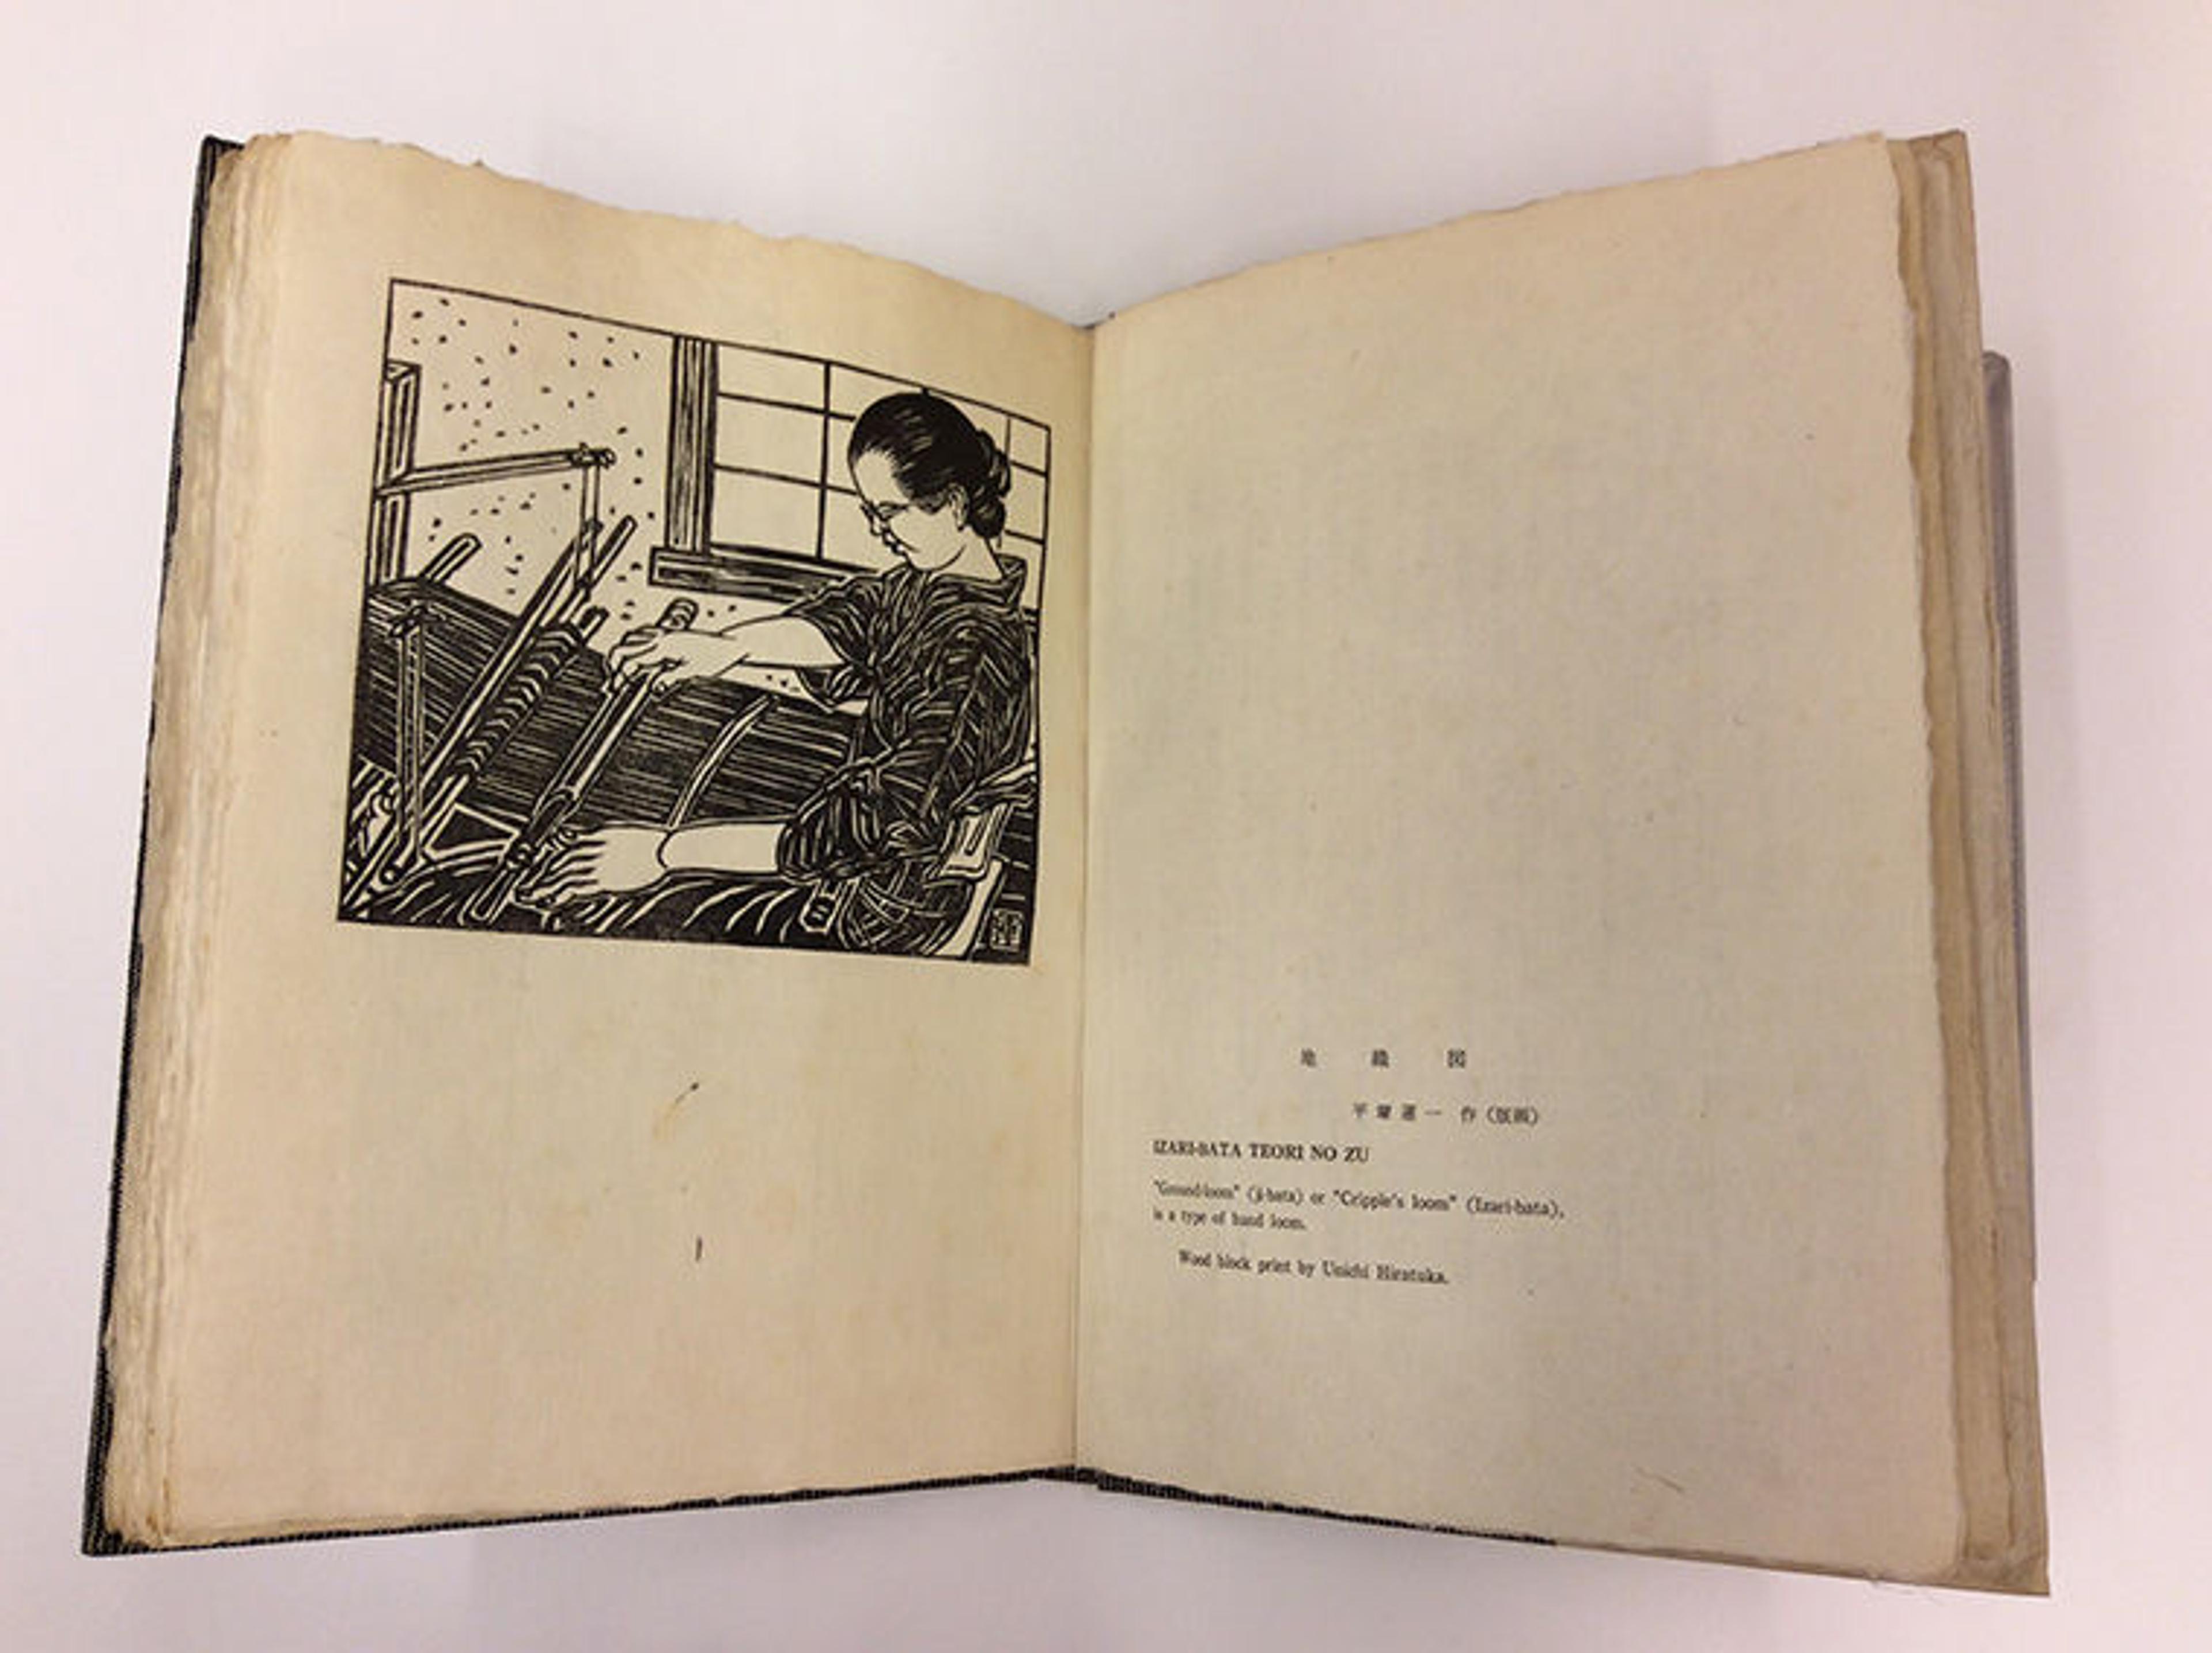 地織図
平塚運一 作（版画）
IZARI-BATA TEORI NO ZU
"Ground-loom" (ji-bata) or "Cripple's loom" (Izari-bata),
is a type of hand loom.
Wood block print by Unichi Hiratuka.